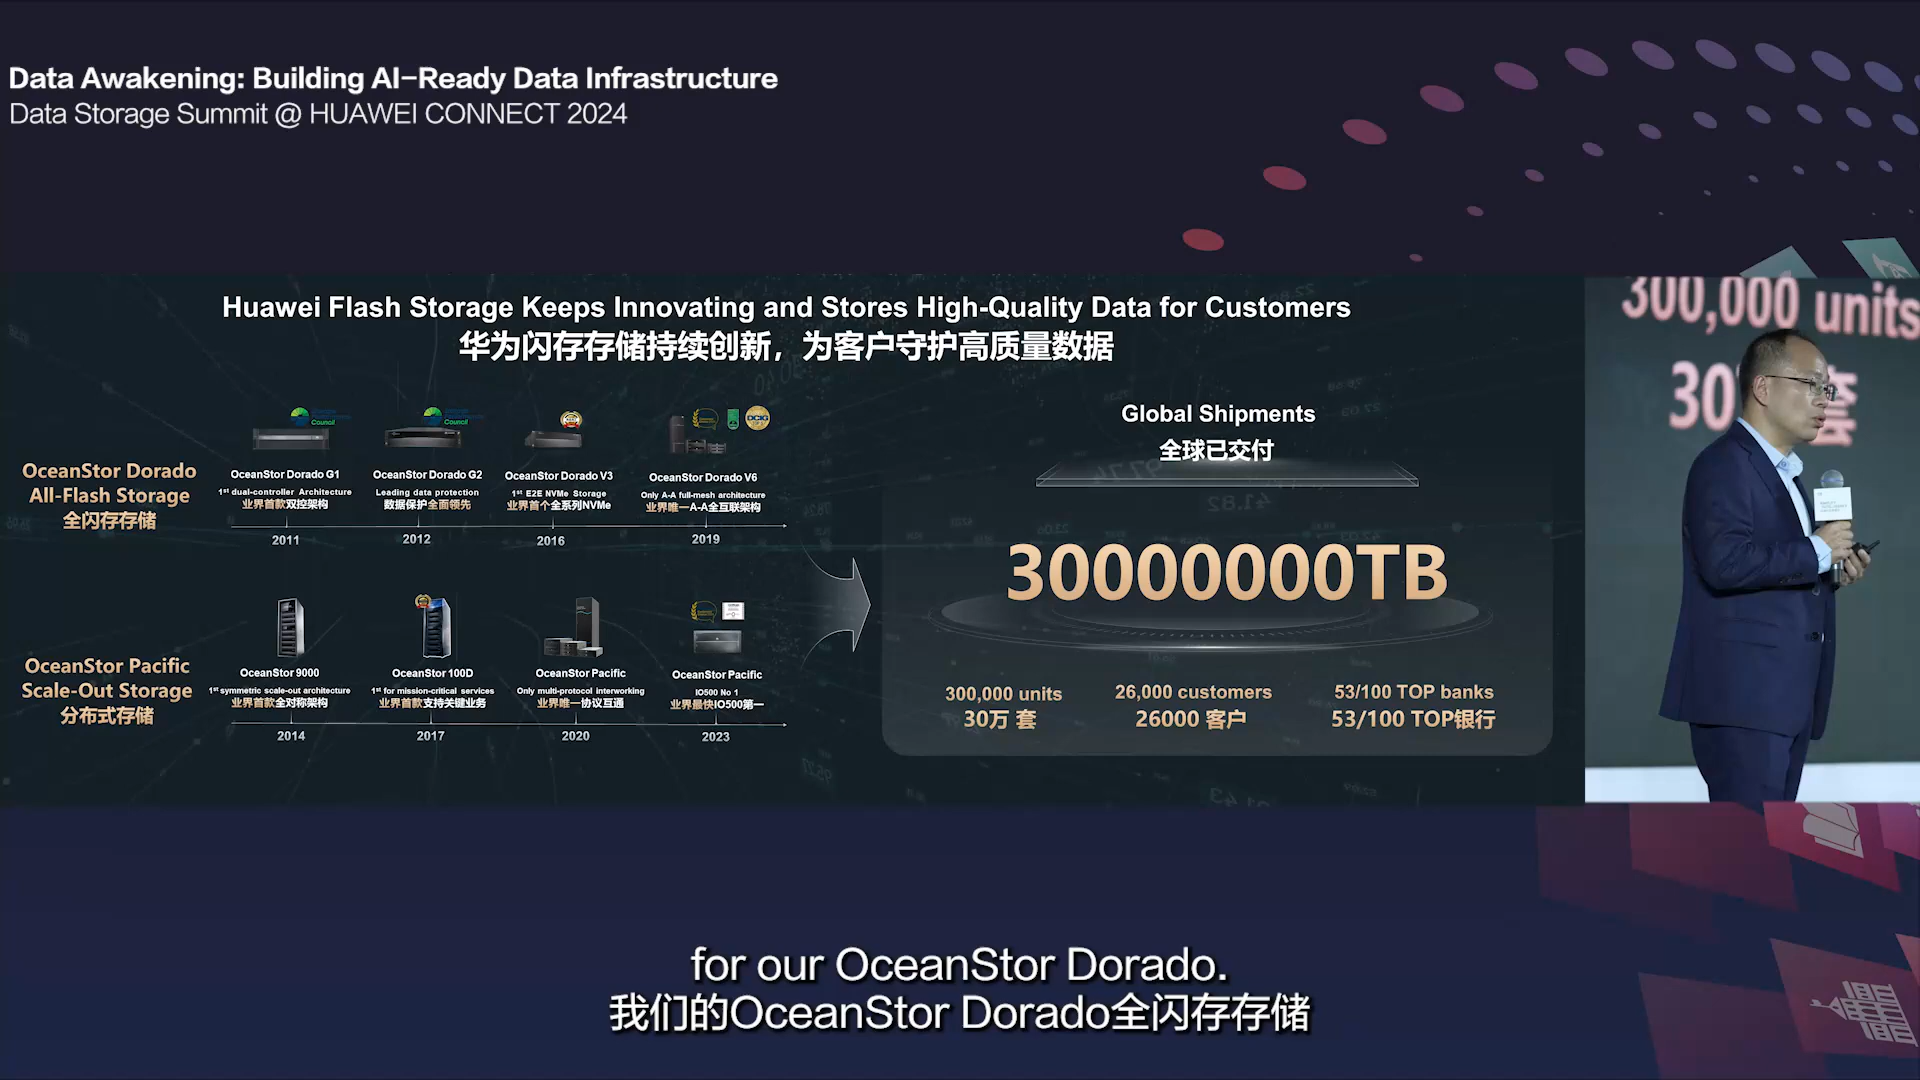 Data Awakening: Building AI-Ready Data Infrastructure
Data Storage Summit @ HUAWEI CONNECT 2024
Huawei Flash Storage Keeps Innovating and Stores High-Quality Data for Customers
华为闪存存储持续创新，为客户守护高质量数据
OceanStor Dorado
All-Flash Storage
全闪存存储
Council
OceanStor Dorado G1
1st dual-controller Architecture
业界首款双控架构
2011
Council
OceanStor Dorado G2
Leading data protection
数据保护全面领先
2012
OceanStor Dorado V3
1st E2E NVMe Storage
业界首个全系列NVMe
2016
OceanStor Dorado V6
Only A-A full-mesh architecture
业界唯一A-A全互联架构
2019
OceanStor Pacific
Scale-Out Storage
分布式存储
OceanStor 9000
1st symmetric scale-out architecture
业界首款全对称架构
2014
OceanStor 100D
1st for mission-critical services
业界首款支持关键业务
2017
OceanStor Pacific
Only multi-protocol interworking
业界唯一协议互通
2020
OceanStor Pacific
IO500 No 1
业界最快IO500第一
2023
Global Shipments
全球已交付
30000000TB
300,000 units
30万 套
26,000 customers
26000 客户
53/100 TOP banks
53/100 TOP银行
300,000 units
30 套
for our OceanStor Dorado.
我们的OceanStor Dorado全闪存存储